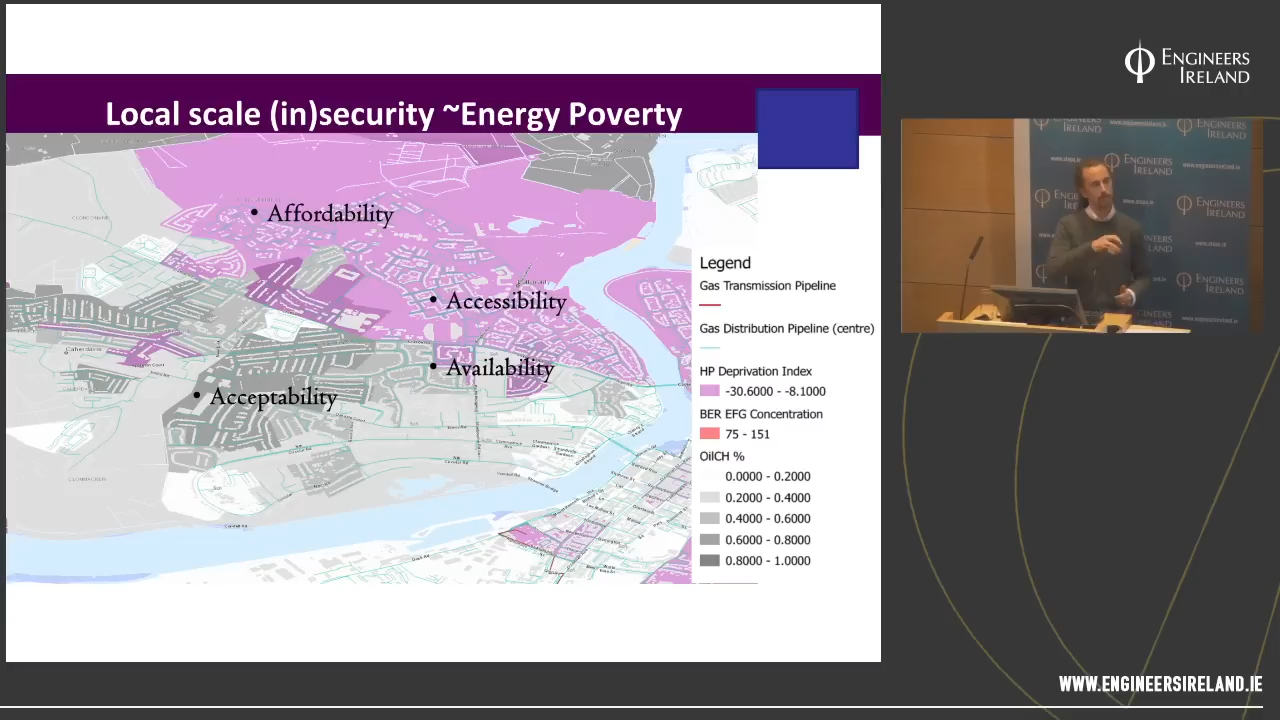 Local scale (in)security ~Energy Poverty
• Affordability
• Accessibility
• Availability
• Acceptability
Legend
Gas Transmission Pipeline
Gas Distribution Pipeline (centre)
HP Deprivation Index
-30.6000 - -8.1000
BER EFG Concentration
75 - 151
OilCH %
0.0000 - 0.2000
0.2000 - 0.4000
0.4000 - 0.6000
0.6000 - 0.8000
0.8000 - 1.0000
ENGINEERS
IRELAND
ENGINEERS
IRELAND
WWW.ENGINEERSIRELAND.IE